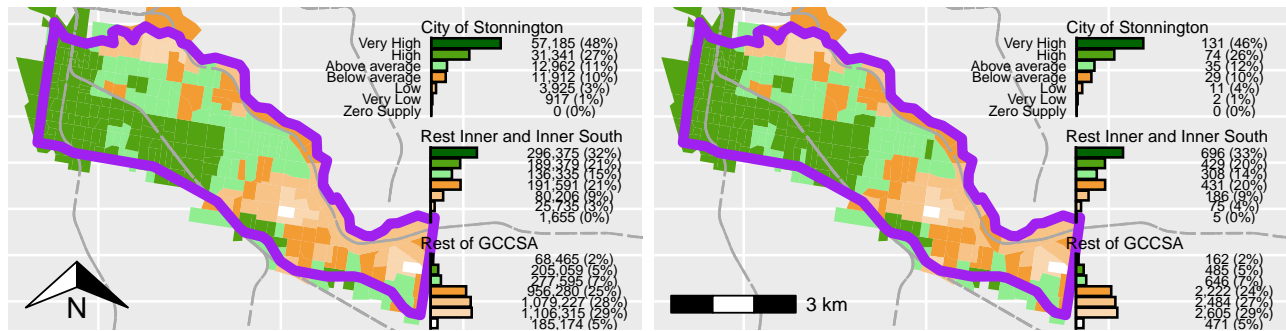 City of Stonnington
Very High 57,185 (48%)
High 31,341 (27%)
Above average 12,962 (11%)
Below average 11,912 (10%)
Low 3,925 (3%)
Very Low 917 (1%)
Zero Supply 0 (0%)
Rest Inner and Inner South
296,375 (32%)
189,379 (21%)
136,335 (15%)
191,591 (21%)
80,206 (9%)
25,735 (3%)
1,655 (0%)
Rest of GCCSA
68,465 (2%)
205,059 (5%)
277,595 (7%)
956,280 (25%)
1,079,227 (28%)
1,106,315 (29%)
185,174 (5%)
N
City of Stonnington
Very High 131 (46%)
High 74 (26%)
Above average 35 (12%)
Below average 29 (10%)
Low 11 (4%)
Very Low 2 (1%)
Zero Supply 0 (0%)
Rest Inner and Inner South
696 (33%)
429 (20%)
308 (14%)
431 (20%)
186 (9%)
75 (4%)
5 (0%)
Rest of GCCSA
162 (2%)
485 (5%)
646 (7%)
2,222 (24%)
2,484 (27%)
2,605 (29%)
471 (5%)
3 km